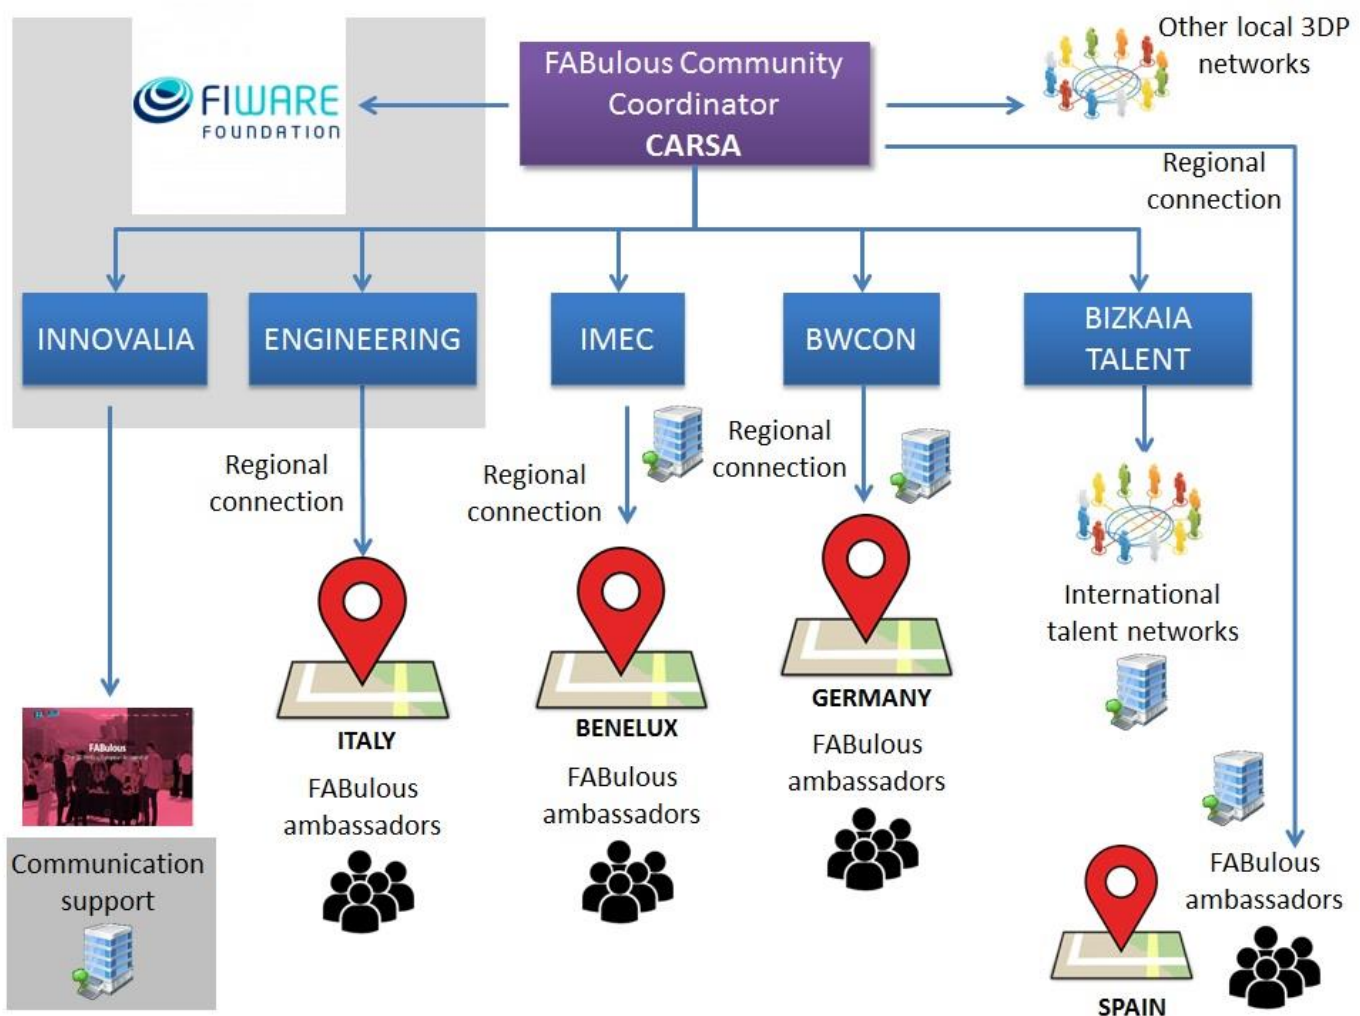 FIWARE
FOUNDATION
FABulous Community
Coordinator
CARSA
Other local 3DP
networks
Regional
connection
INNOVALIA
ENGINEERING
IMEC
BWCON
BIZKAIA
TALENT
Regional
connection
Regional
connection
Regional
connection
International
talent networks
ITALY
BENELUX
GERMANY
FABulous
ambassadors
FABulous
ambassadors
FABulous
ambassadors
FABulous
Communication
support
FABulous
ambassadors
SPAIN